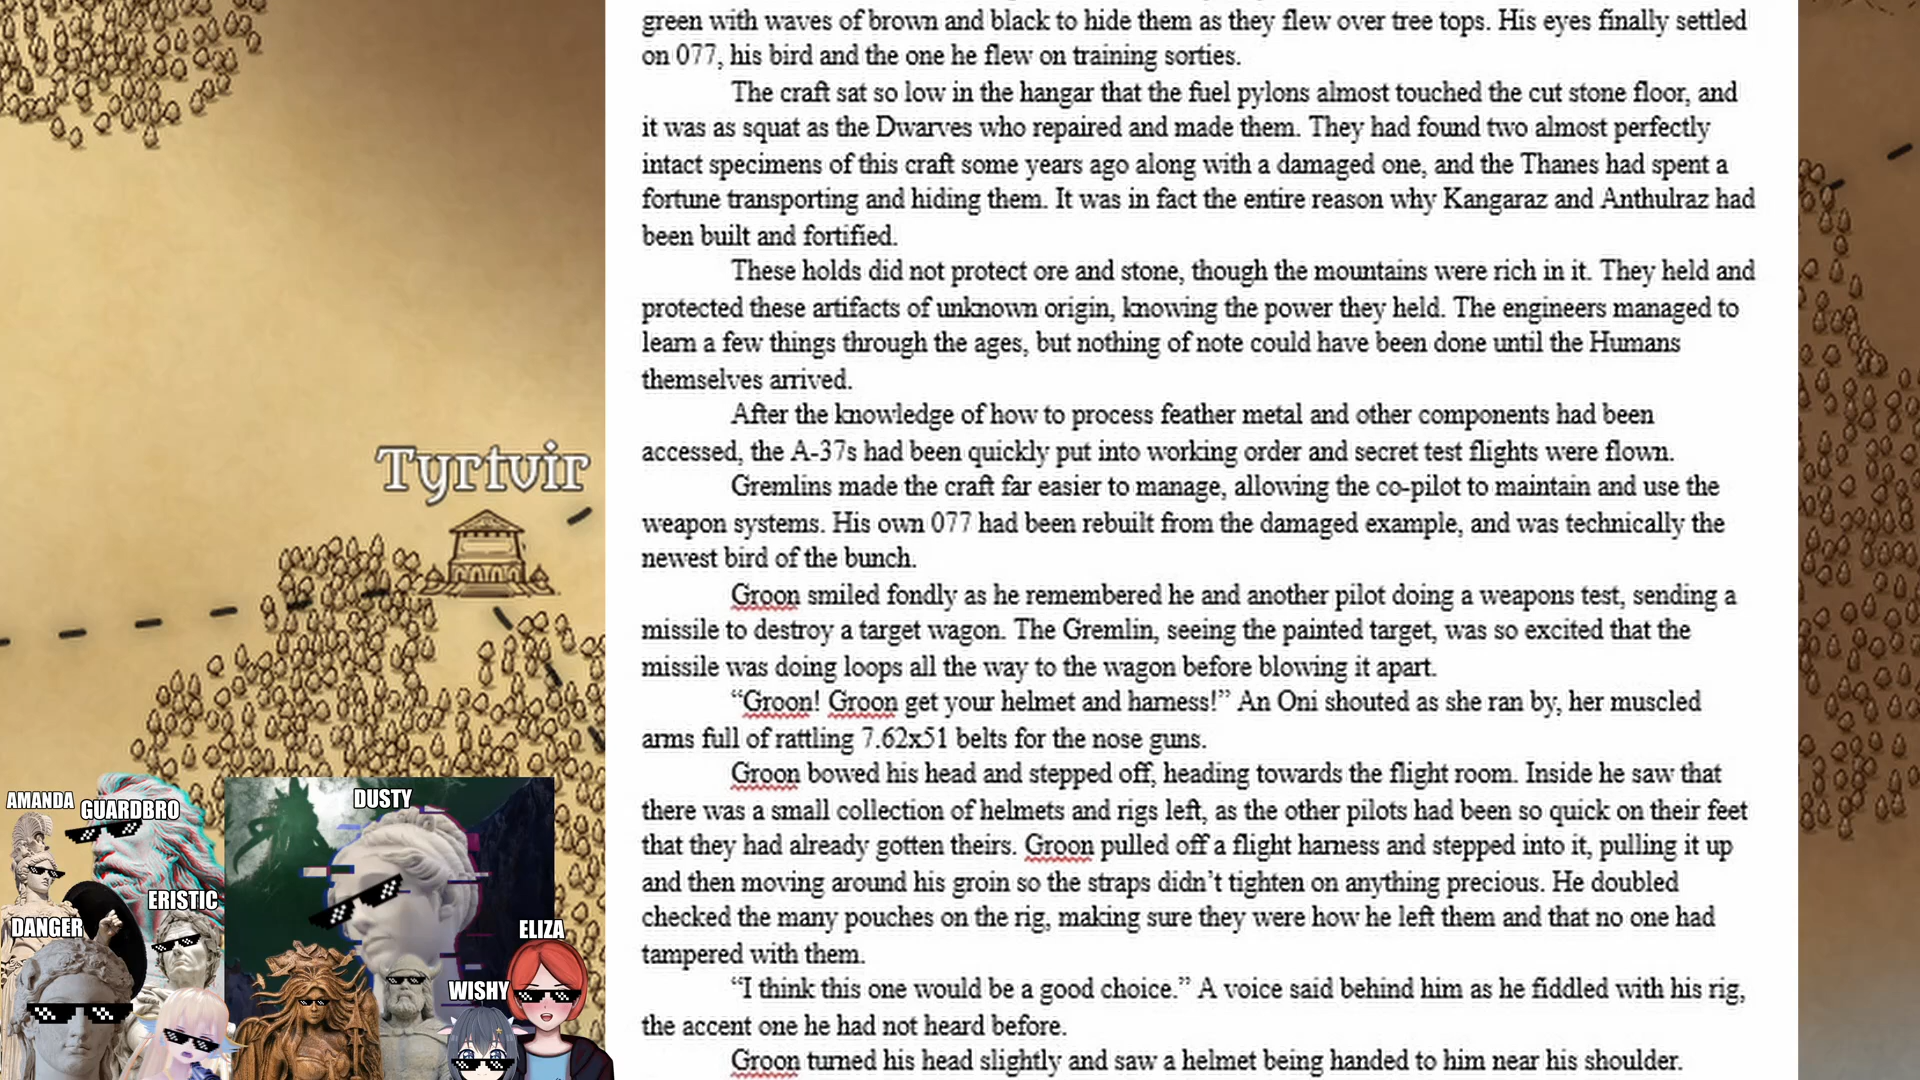 green with waves of brown and black to hide them as they flew over tree tops. His eyes finally settled
on 077, his bird and the one he flew on training sorties.
The craft sat so low in the hangar that the fuel pylons almost touched the cut stone floor, and
it was as squat as the Dwarves who repaired and made them. They had found two almost perfectly
intact specimens of this craft some years ago along with a damaged one, and the Thanes had spent a
fortune transporting and hiding them. It was in fact the entire reason why Kangaraz and Anthulraz had
been built and fortified.
These holds did not protect ore and stone, though the mountains were rich in it. They held and
protected these artifacts of unknown origin, knowing the power they held. The engineers managed to
learn a few things through the ages, but nothing of note could have been done until the Humans
themselves arrived.
After the knowledge of how to process feather metal and other components had been
accessed, the A-37s had been quickly put into working order and secret test flights were flown.
Gremlins made the craft far easier to manage, allowing the co-pilot to maintain and use the
weapon systems. His own 077 had been rebuilt from the damaged example, and was technically the
newest bird of the bunch.
Groon smiled fondly as he remembered he and another pilot doing a weapons test, sending a
missile to destroy a target wagon. The Gremlin, seeing the painted target, was so excited that the
missile was doing loops all the way to the wagon before blowing it apart.
“Groon! Groon get your helmet and harness!” An Oni shouted as she ran by, her muscled
arms full of rattling 7.62x51 belts for the nose guns.
Groon bowed his head and stepped off, heading towards the flight room. Inside he saw that
there was a small collection of helmets and rigs left, as the other pilots had been so quick on their feet
that they had already gotten theirs. Groon pulled off a flight harness and stepped into it, pulling it up
and then moving around his groin so the straps didn’t tighten on anything precious. He doubled
checked the many pouches on the rig, making sure they were how he left them and that no one had
tampered with them.
“I think this one would be a good choice.” A voice said behind him as he fiddled with his rig,
the accent one he had not heard before.
Groon turned his head slightly and saw a helmet being handed to him near his shoulder.
Tyrtvir
AMANDA
GUARDBRO
DUSTY
ERISTIC
DANGER
ELIZA
WISHY